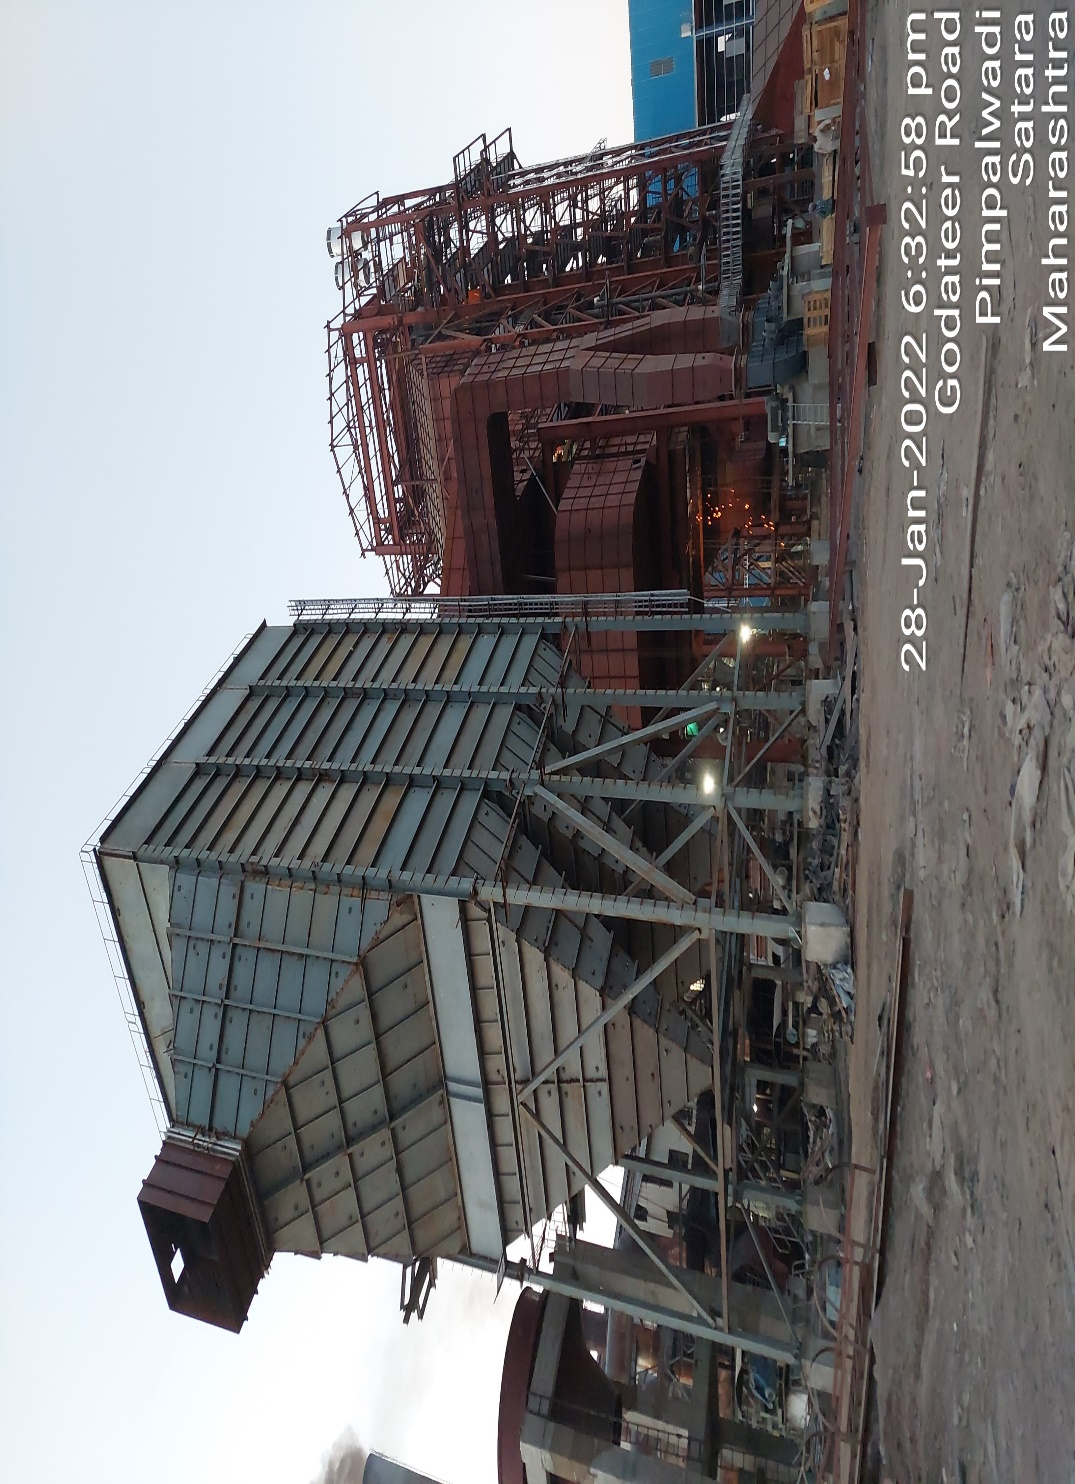 28-Jan-2022 6:32:58 pm
Godateer Road
Pimpalwadi
Satara
Maharashtra